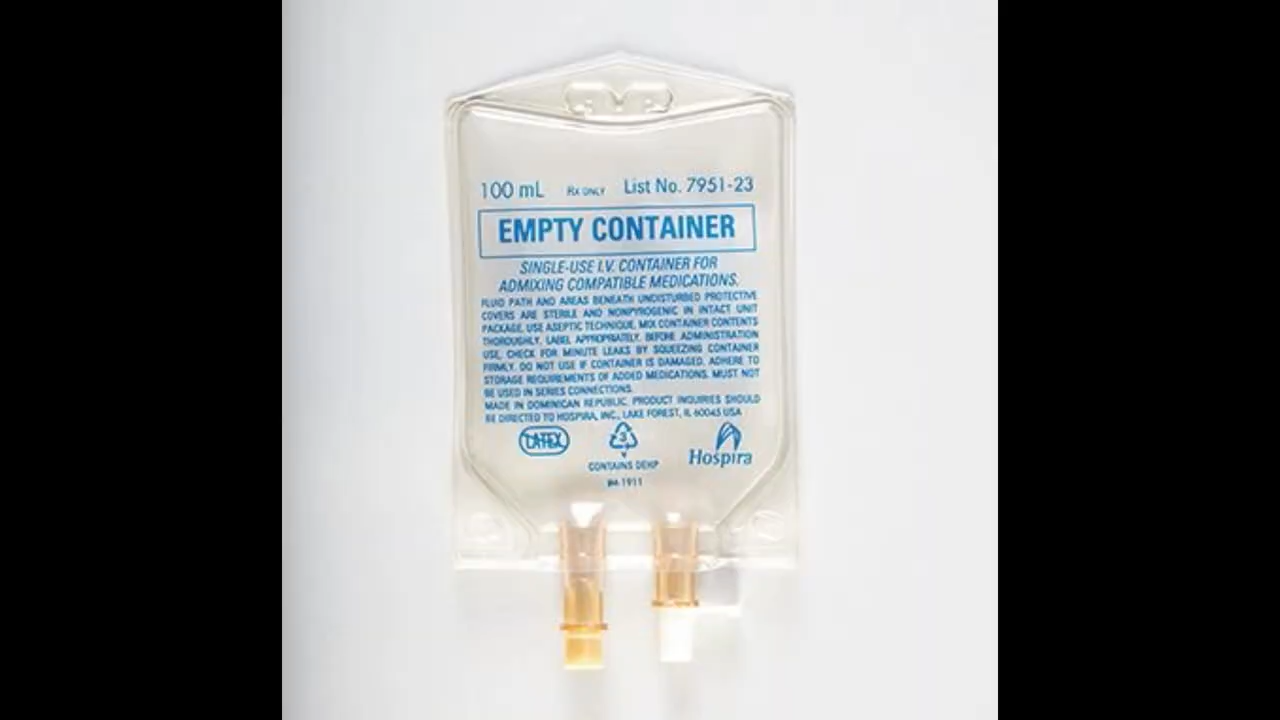 100 mL Rx ONLY List No. 7951-23
EMPTY CONTAINER
SINGLE-USE I.V. CONTAINER FOR
ADMIXING COMPATIBLE MEDICATIONS.
FLUID PATH AND AREAS BENEATH UNDISTURBED PROTECTIVE
COVERS ARE STERILE AND NONPYROGENIC IN INTACT UNIT
PACKAGE. USE ASEPTIC TECHNIQUE. MIX CONTAINER CONTENTS
THOROUGHLY. LABEL APPROPRIATELY. BEFORE ADMINISTRATION
USE, CHECK FOR MINUTE LEAKS BY SQUEEZING CONTAINER
FIRMLY. DO NOT USE IF CONTAINER IS DAMAGED. ADHERE TO
STORAGE REQUIREMENTS OF ADDED MEDICATIONS. MUST NOT
BE USED IN SERIES CONNECTIONS.
MADE IN DOMINICAN REPUBLIC. PRODUCT INQUIRIES SHOULD
BE DIRECTED TO HOSPIRA, INC., LAKE FOREST, IL 60045 USA
LATEX 3 Hospira
CONTAINS DEHP
IM-1911